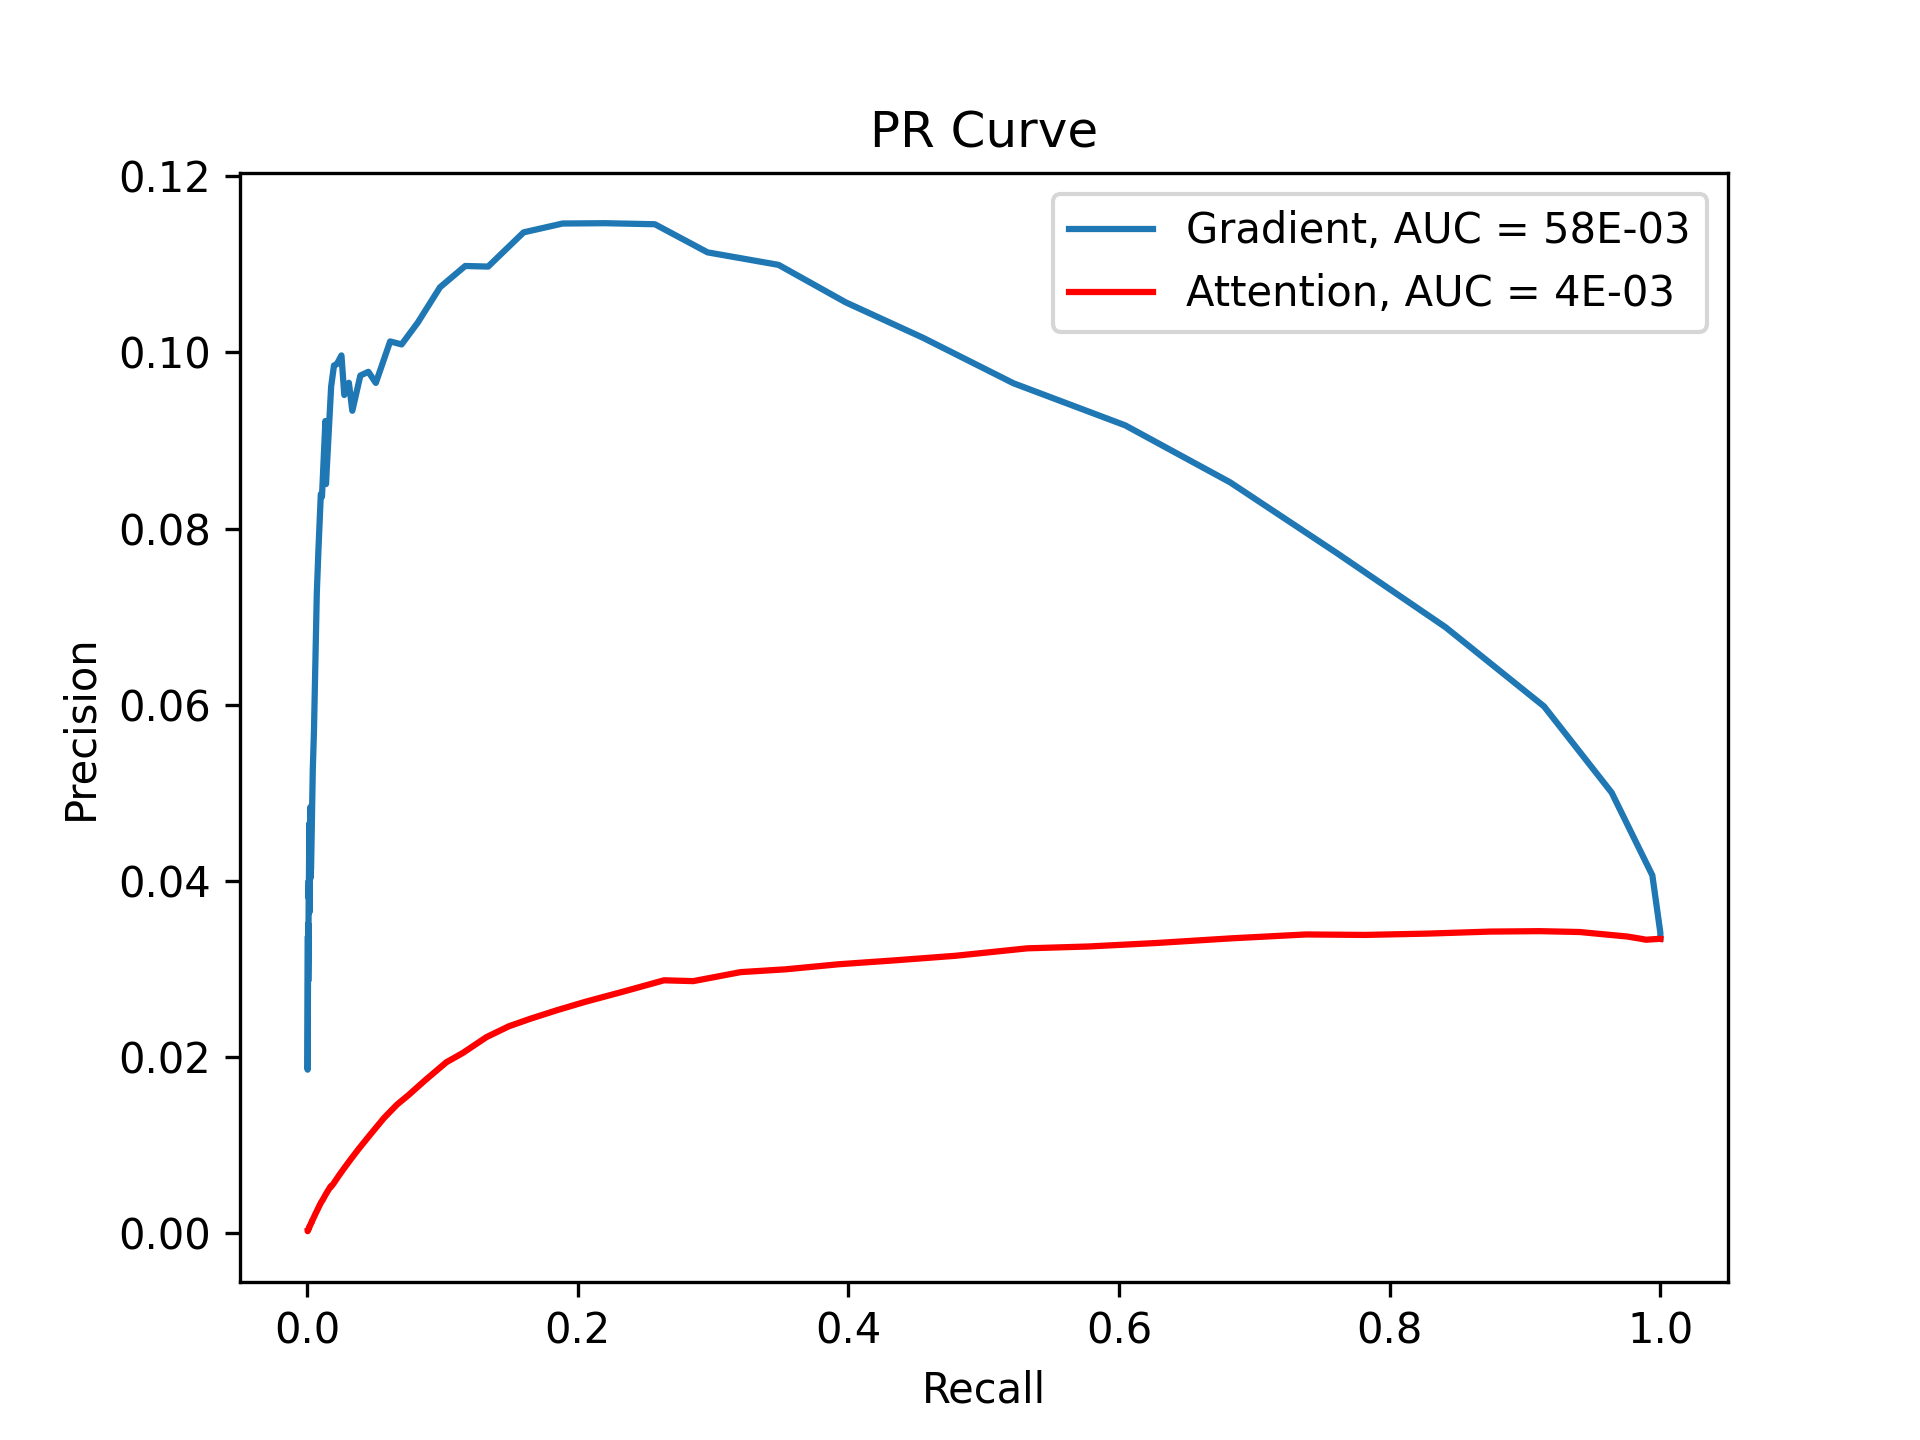 PR Curve
Gradient, AUC = 58E-03
Attention, AUC = 4E-03
0.12
0.10
0.08
0.06
0.04
0.02
0.00
Precision
0.0 0.2 0.4 0.6 0.8 1.0
Recall